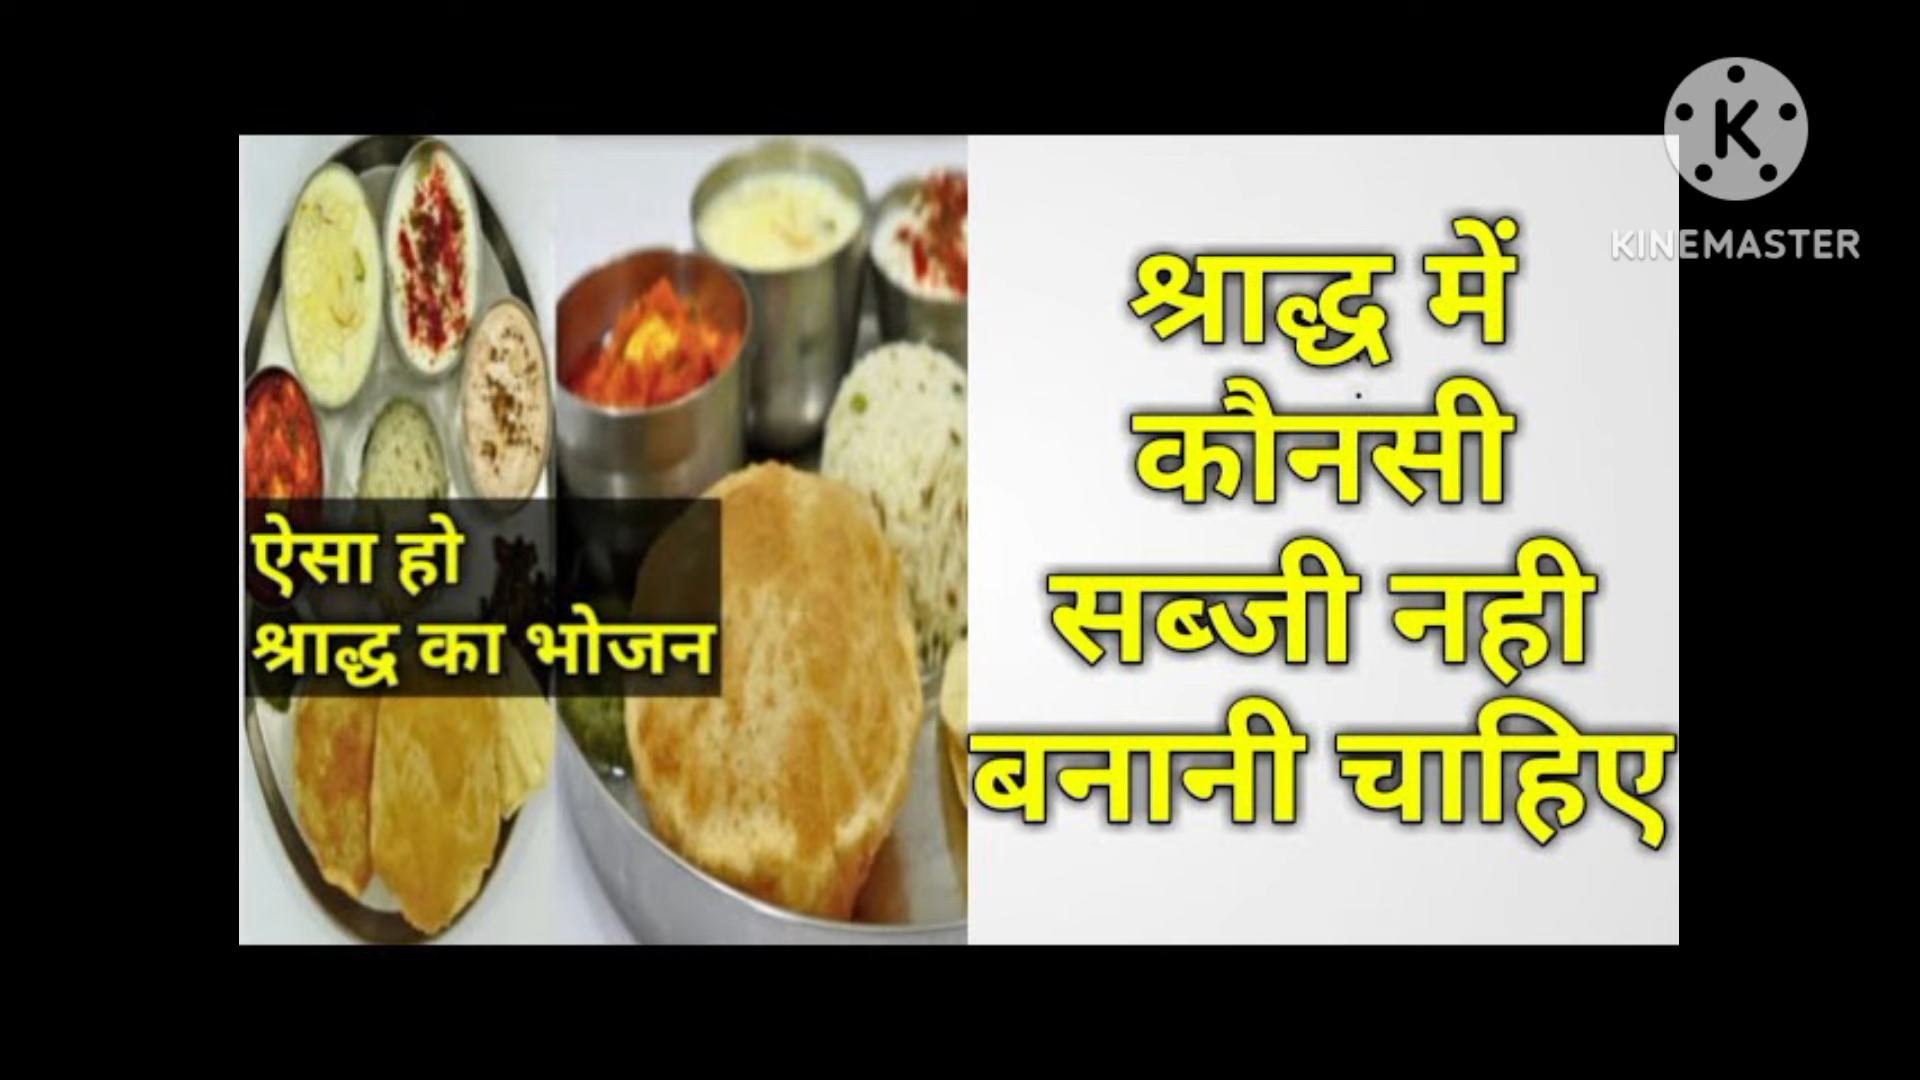 ऐसा हो
श्राद्ध का भोजन
श्राद्ध में
कौनसी
सब्जी नही
बनानी चाहिए
K
KINEMASTER